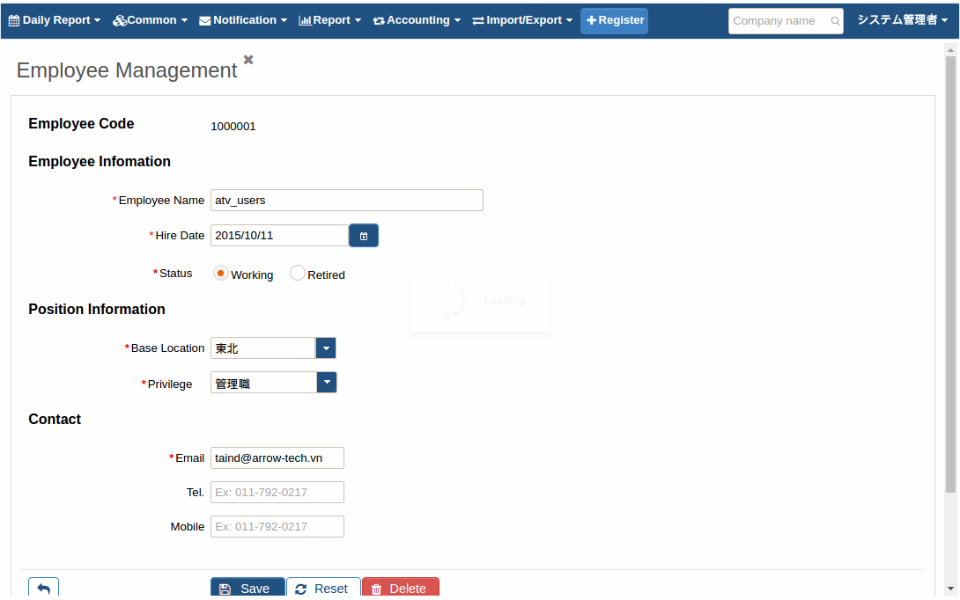 Daily Report Common Notification Report Accounting Import/Export Register Company name システム管理者
Employee Management
Employee Code 1000001
Employee Infomation
*Employee Name atv_users
*Hire Date 2015/10/11
*Status Working Retired
Loading...
Position Information
*Base Location 東北
*Privilege 管理職
Contact
*Email taind@arrow-tech.vn
Tel. Ex: 011-792-0217
Mobile Ex: 011-792-0217
Save Reset Delete